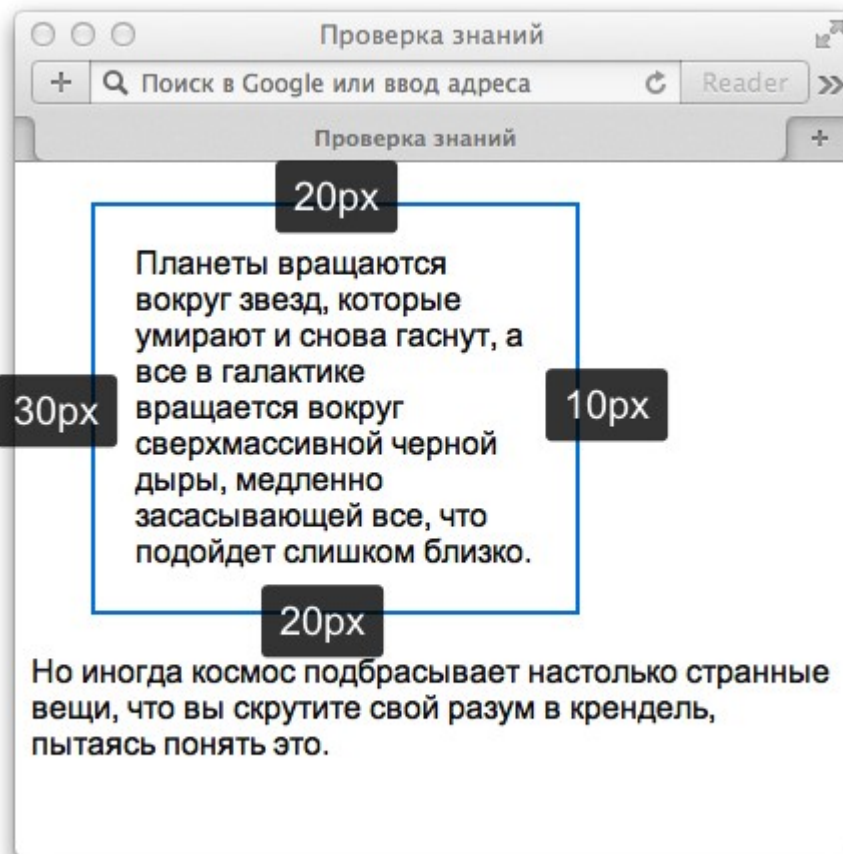 Проверка знаний
Поиск в Google или ввод адреса
Reader
Проверка знаний
20px
Планеты вращаются
вокруг звезд, которые
умирают и снова гаснут, а
все в галактике
30px
10px
вращается вокруг
сверхмассивной черной
дыры, медленно
засасывающей все, что
подойдет слишком близко.
20px
Но иногда космос подбрасывает настолько странные
вещи, что вы скрутите свой разум в крендель,
пытаясь понять это.